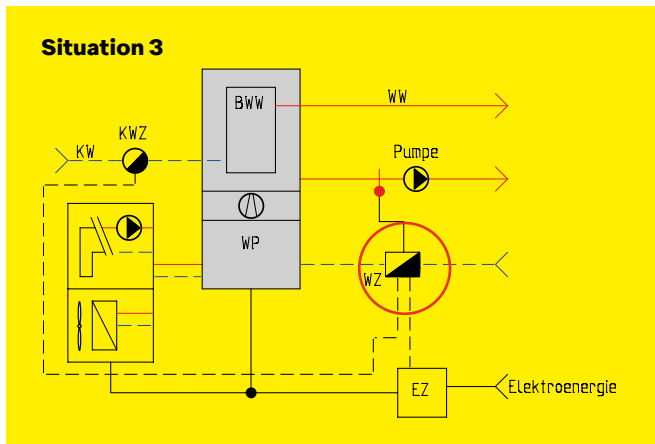 Situation 3
BWW
WW
KWZ
KW
Pumpe
WP
WZ
EZ
Elektroenergie